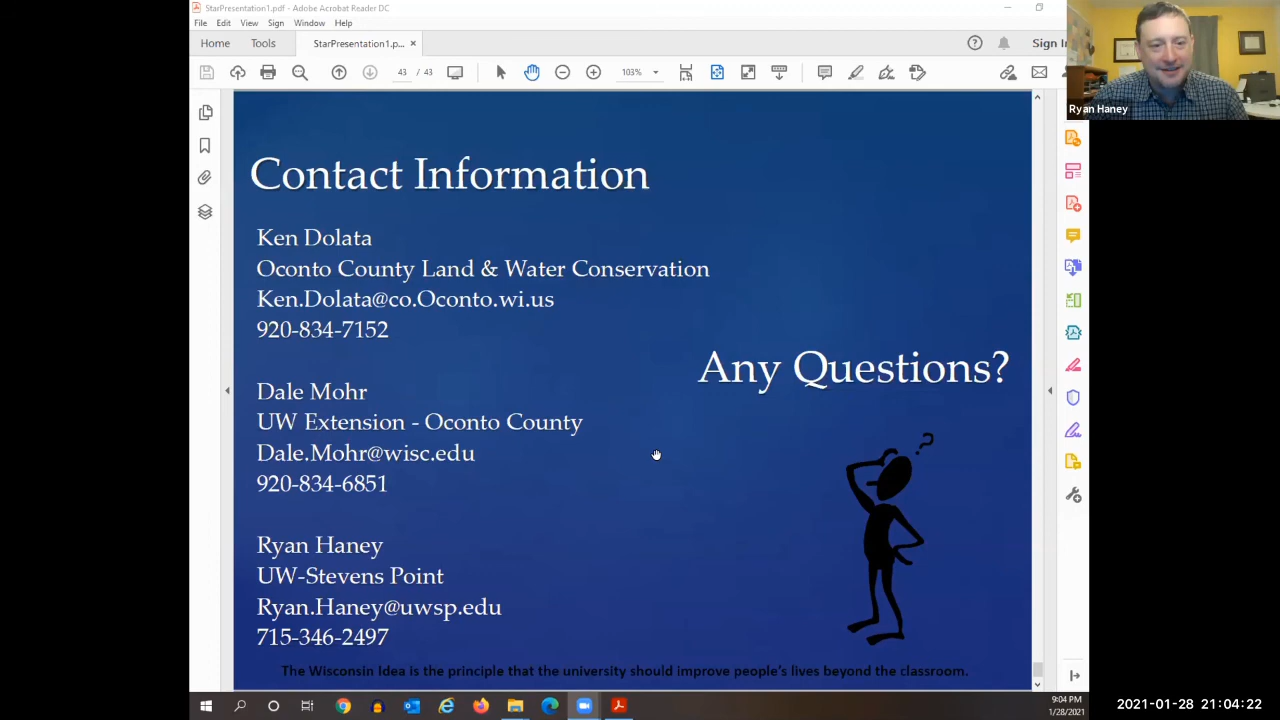 StarPresentation1.pdf - Adobe Acrobat Reader DC
File Edit View Sign Window Help
Home Tools StarPresentation1.p... × Sign In
43 / 43 103%
Ryan Haney
Contact Information
Ken Dolata
Oconto County Land & Water Conservation
Ken.Dolata@co.Oconto.wi.us
920-834-7152
Any Questions?
Dale Mohr
UW Extension - Oconto County
Dale.Mohr@wisc.edu
920-834-6851
?
Ryan Haney
UW-Stevens Point
Ryan.Haney@uwsp.edu
715-346-2497
The Wisconsin Idea is the principle that the university should improve people's lives beyond the classroom.
9:04 PM
1/28/2021
2021-01-28 21:04:22